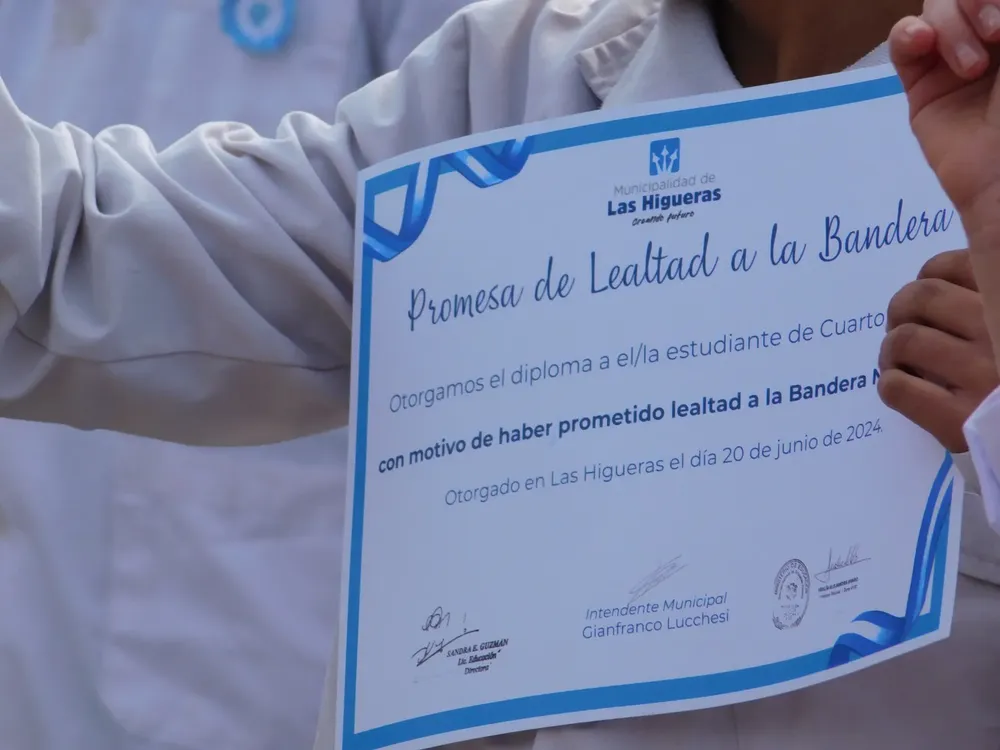 Municipalidad de
Las Higueras
Creando futuro
Promesa de Lealtad a la Bandera
Otorgamos el diploma a el/la estudiante de Cuarto
con motivo de haber prometido lealtad a la Bandera N
Otorgado en Las Higueras el día 20 de junio de 2024.
SANDRA E. GUZMAN
Lic. Educación
Directora
Intendente Municipal
Gianfranco Lucchesi